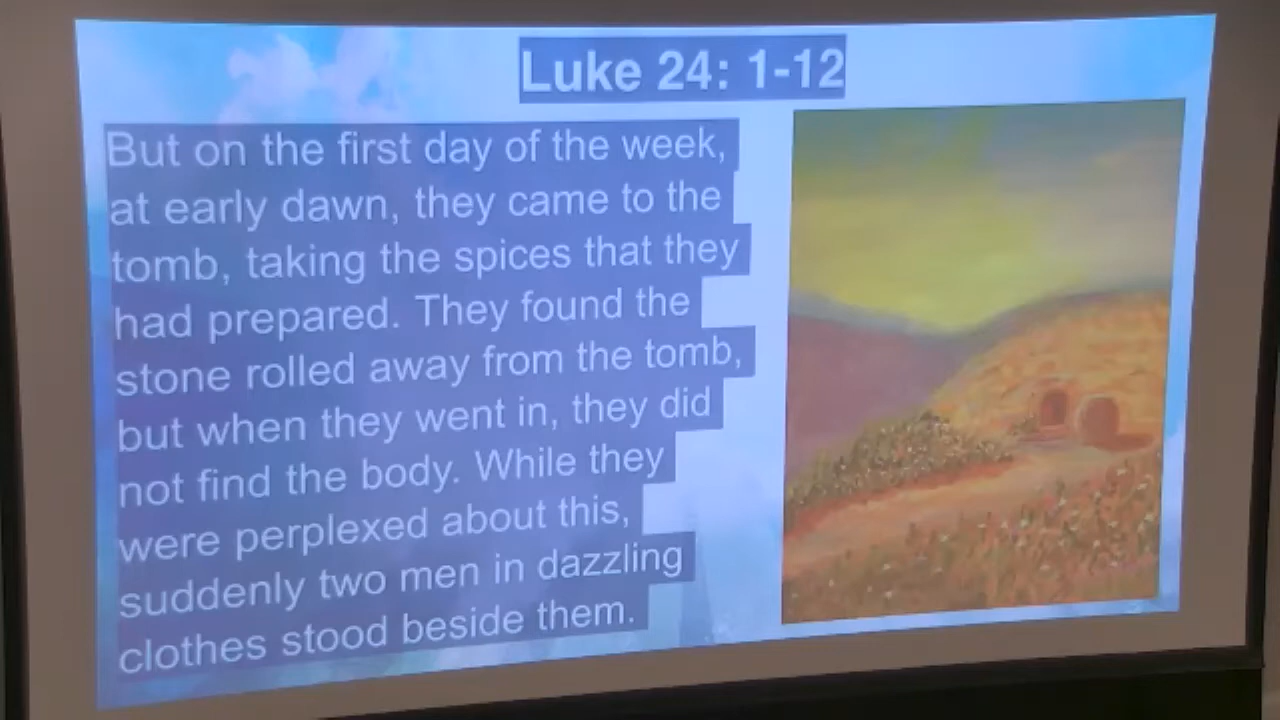 Luke 24: 1-12
But on the first day of the week,
at early dawn, they came to the
tomb, taking the spices that they
had prepared. They found the
stone rolled away from the tomb,
but when they went in, they did
not find the body. While they
were perplexed about this,
suddenly two men in dazzling
clothes stood beside them.